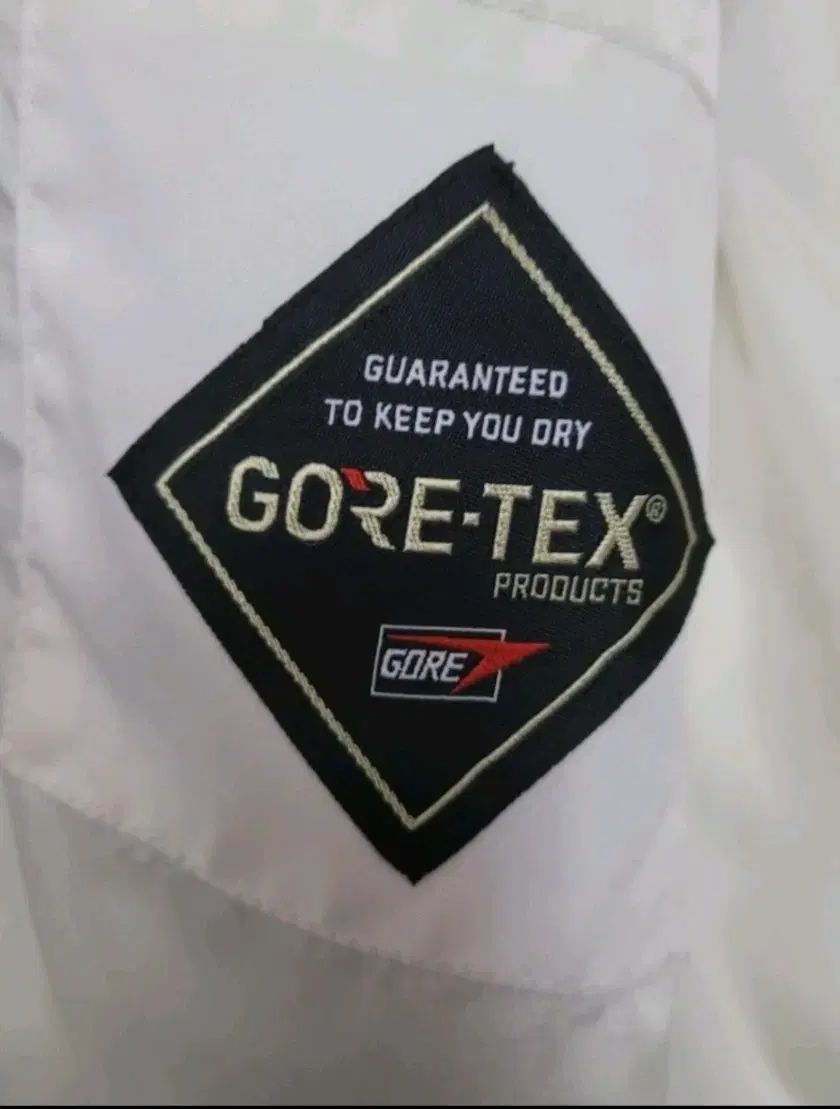 GUARANTEED
TO KEEP YOU DRY
GORE-TEX®
PRODUCTS
GORE